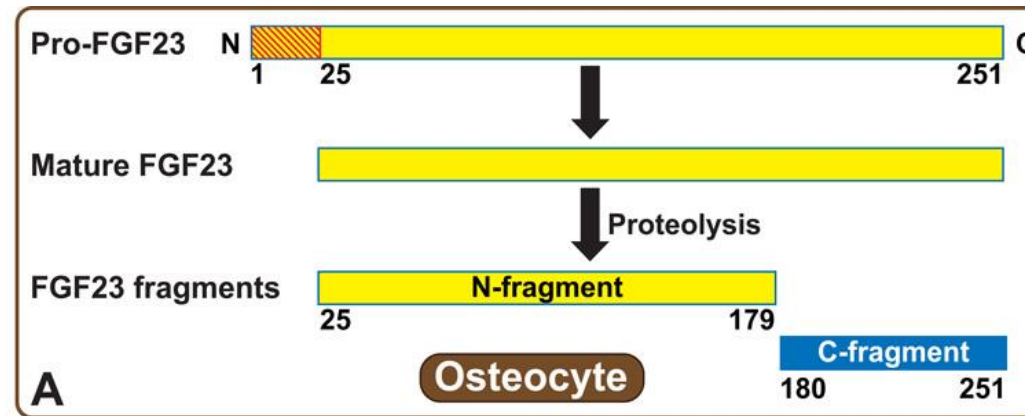 Pro-FGF23 N C
1 25 251
Mature FGF23
Proteolysis
FGF23 fragments N-fragment
25 179
C-fragment
A Osteocyte 180 251